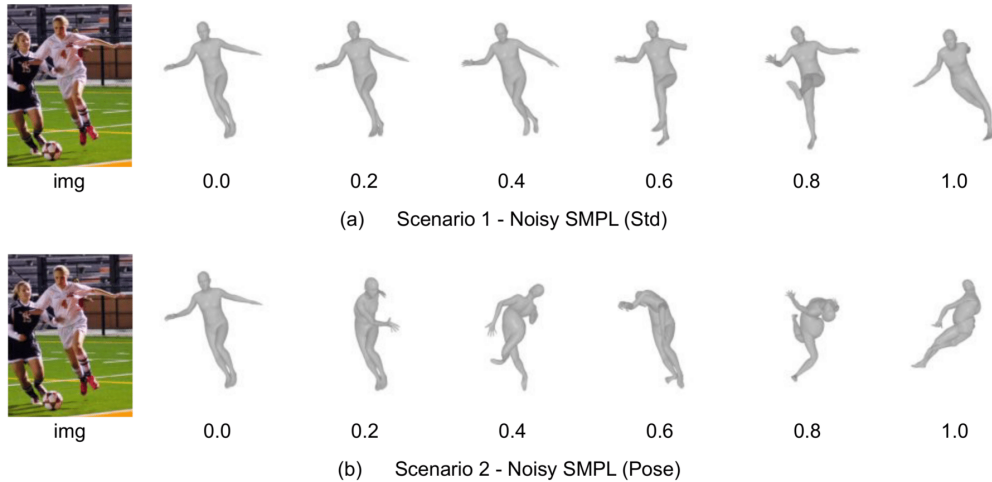 img 0.0 0.2 0.4 0.6 0.8 1.0
(a) Scenario 1 - Noisy SMPL (Std)
img 0.0 0.2 0.4 0.6 0.8 1.0
(b) Scenario 2 - Noisy SMPL (Pose)